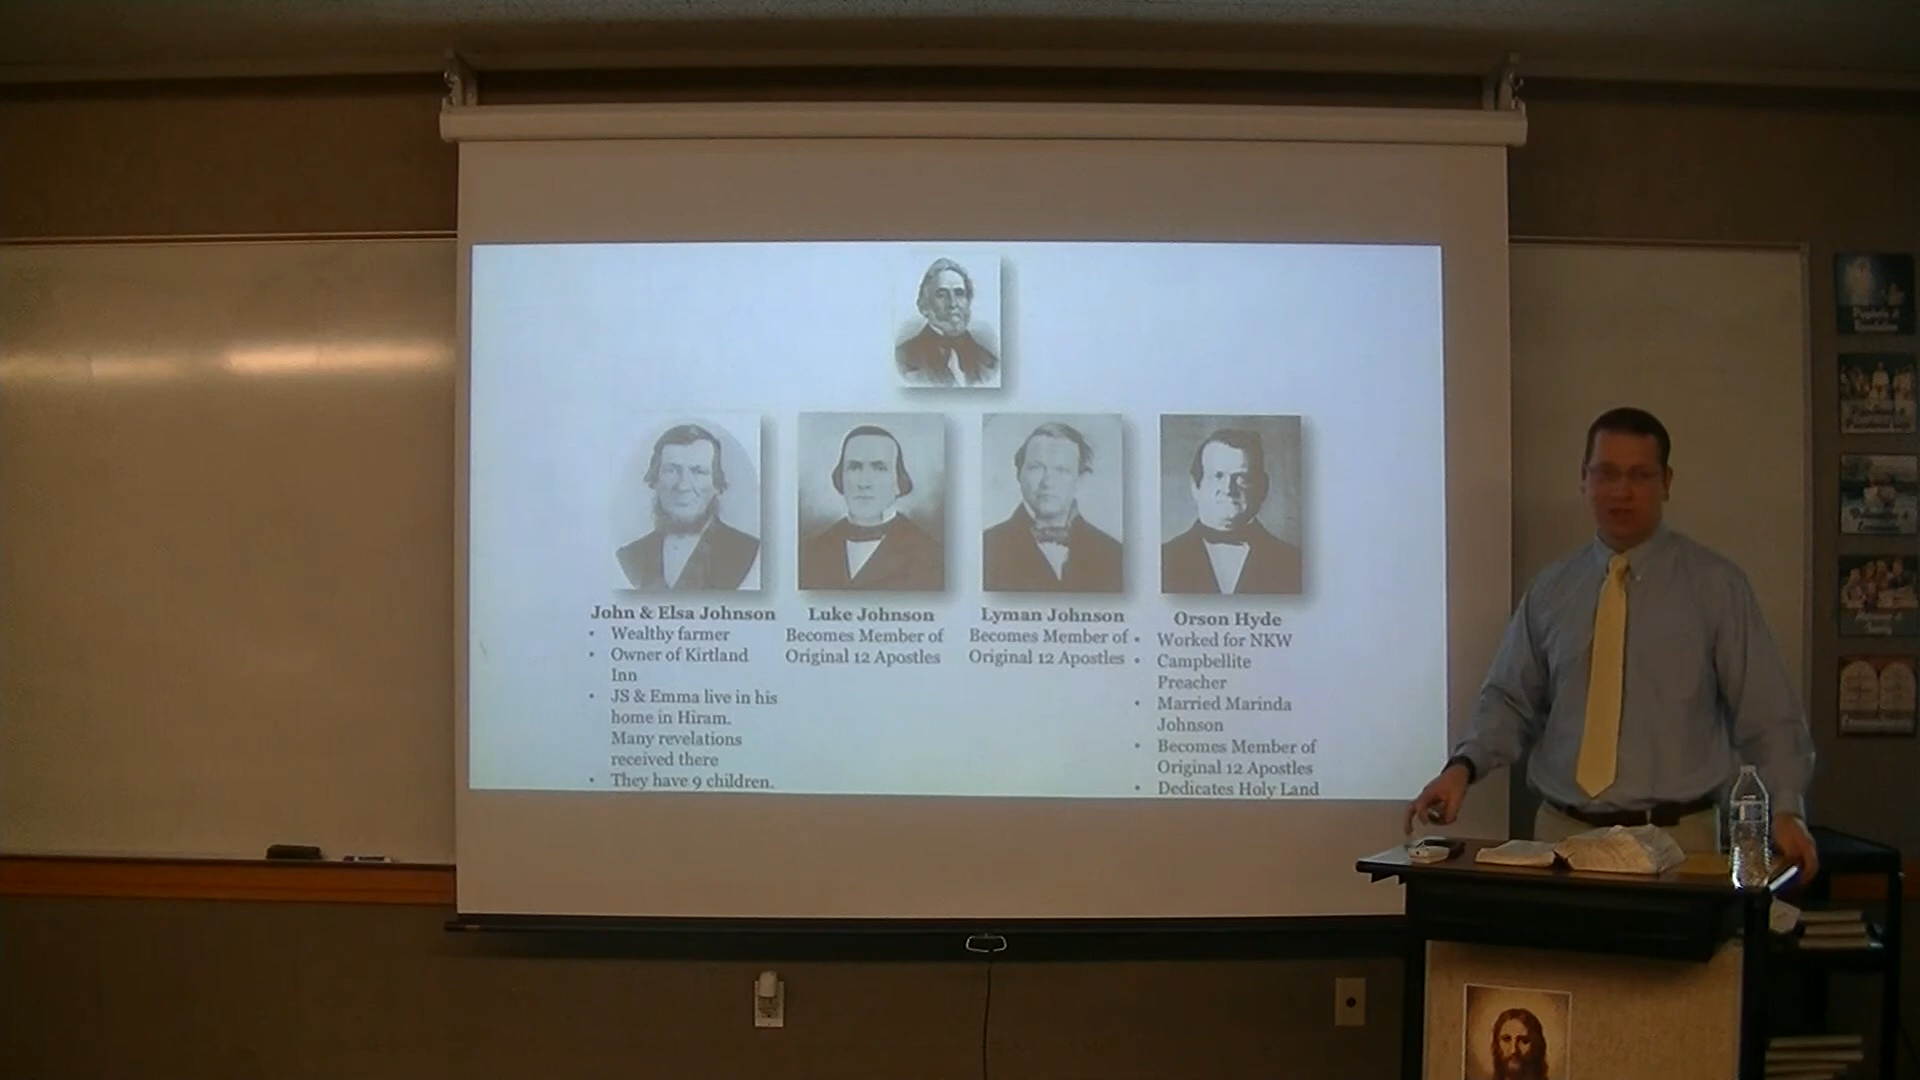 John & Elsa Johnson
• Wealthy farmer
• Owner of Kirtland
Inn
• JS & Emma live in his
home in Hiram.
Many revelations
received there
• They have 9 children.
Luke Johnson
Becomes Member of
Original 12 Apostles
Lyman Johnson
Becomes Member of
Original 12 Apostles
Orson Hyde
• Worked for NKW
• Campbellite
Preacher
• Married Marinda
Johnson
• Becomes Member of
Original 12 Apostles
• Dedicates Holy Land